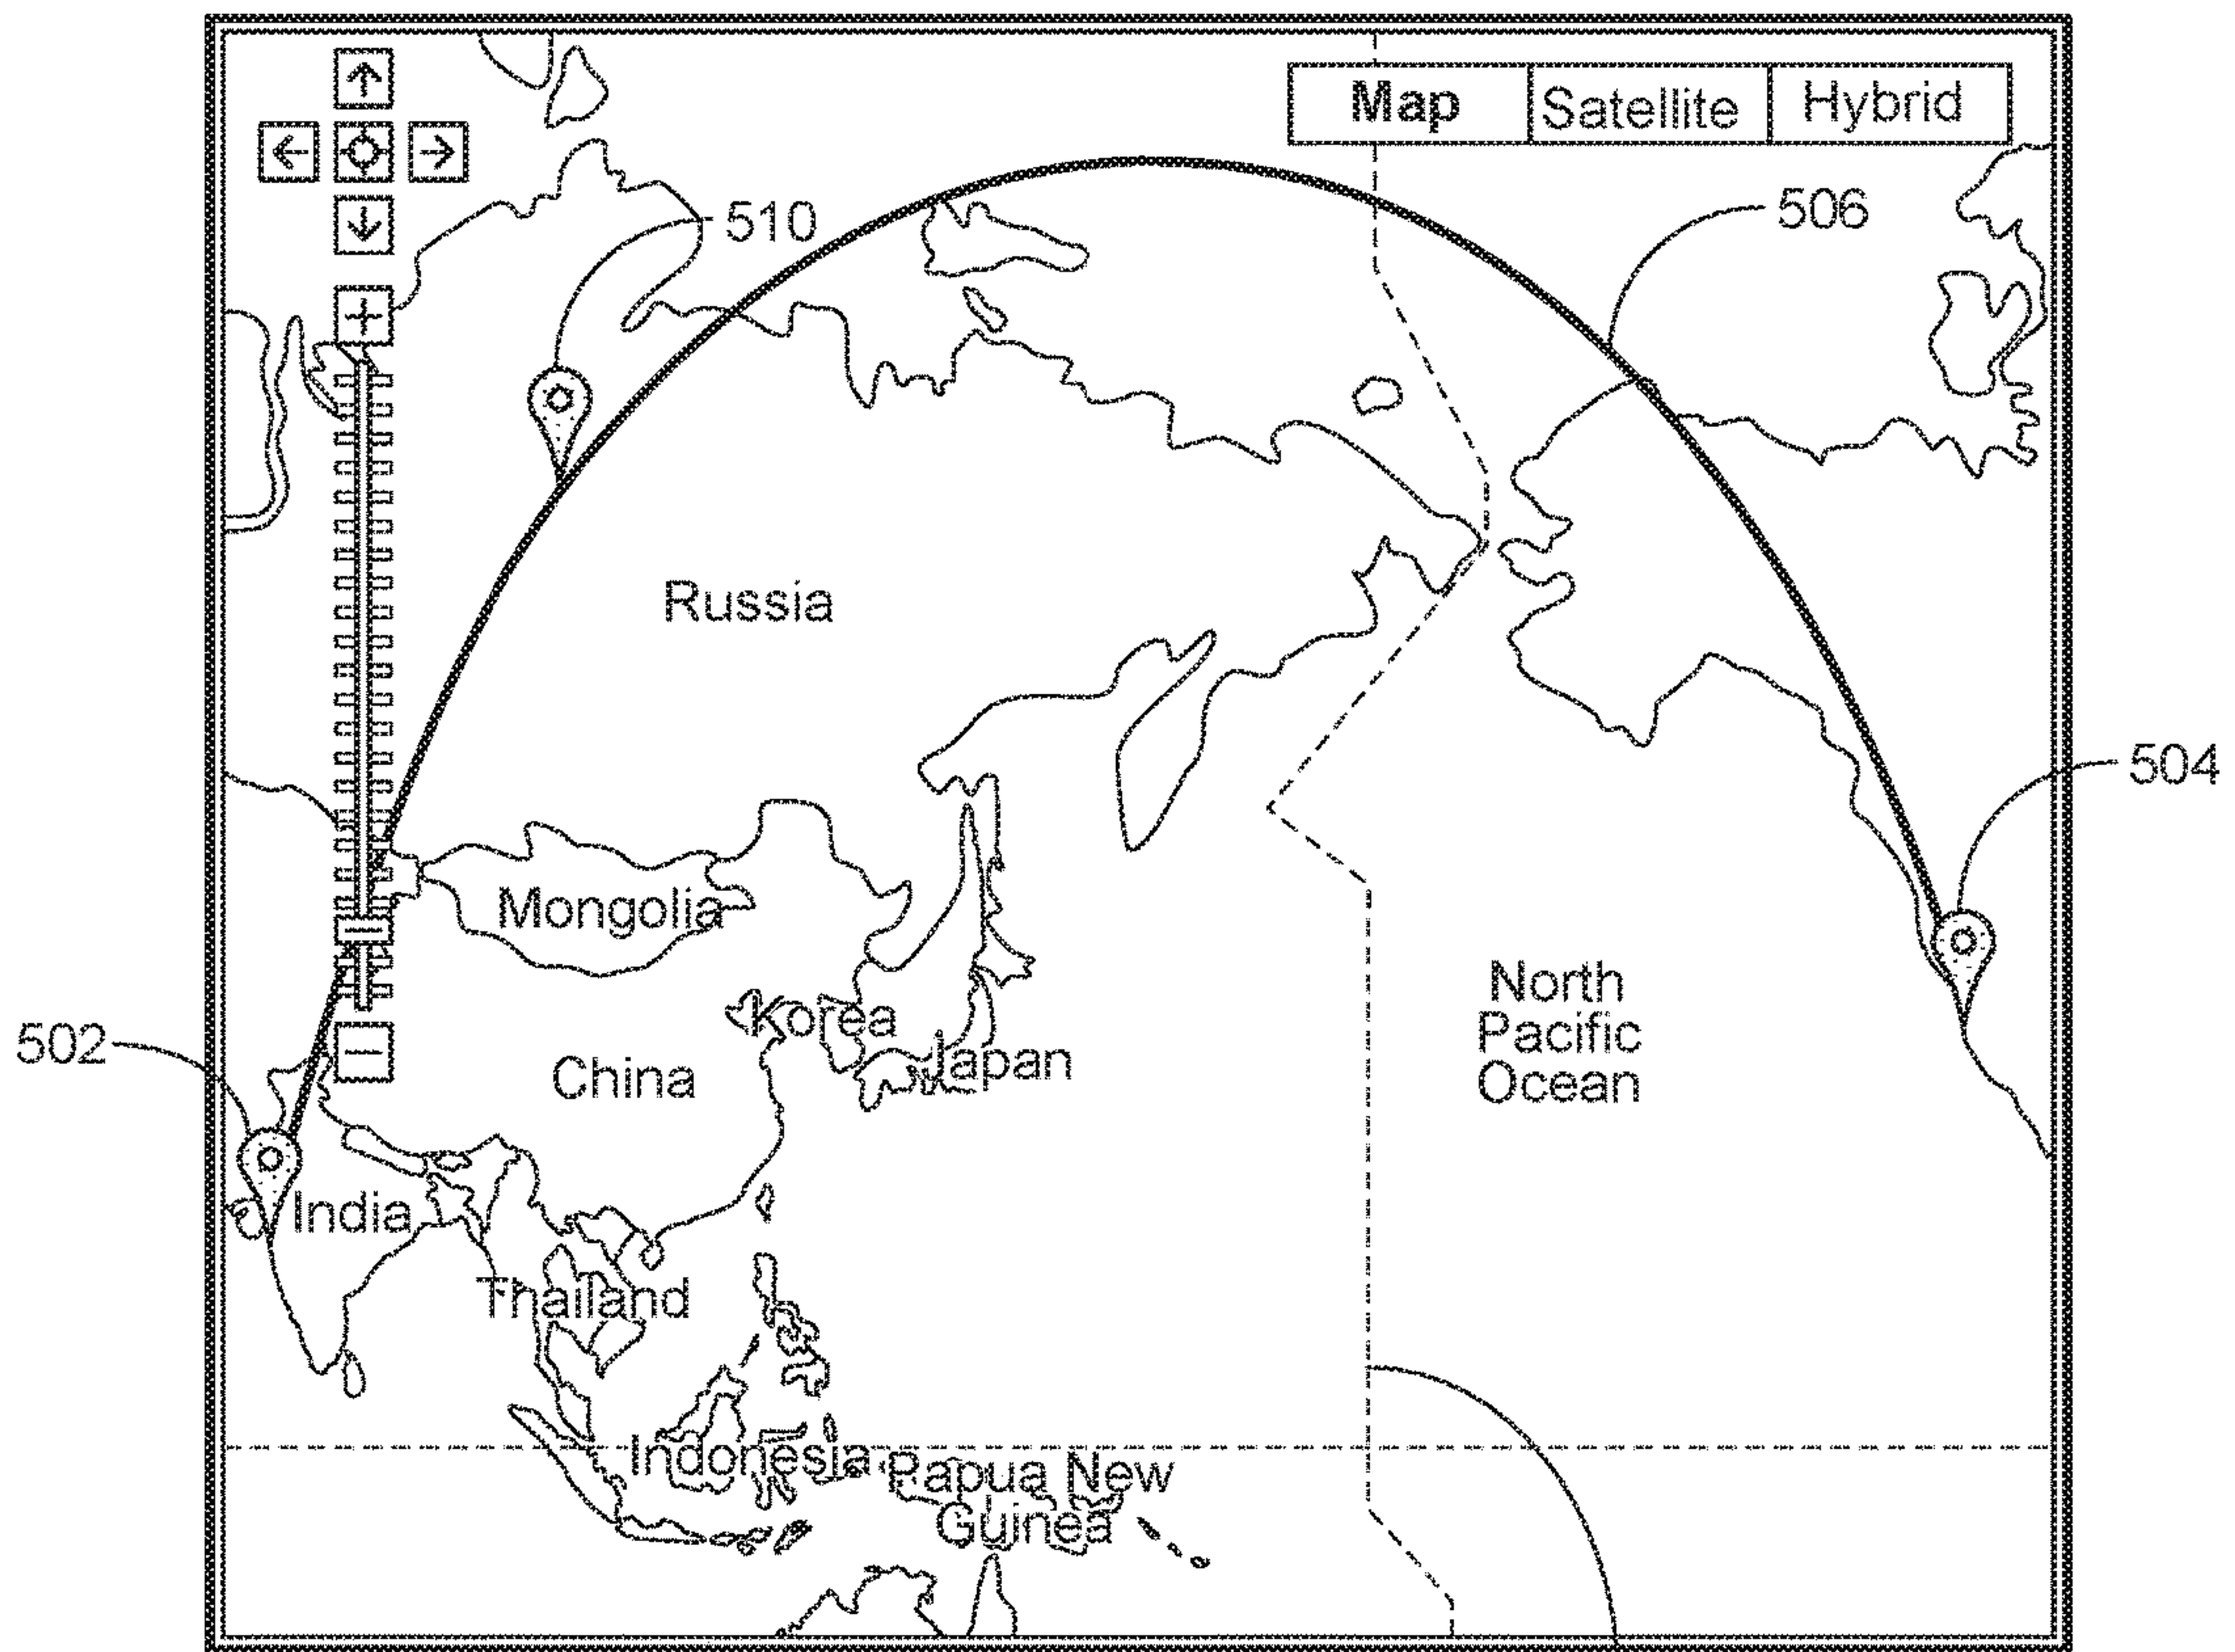 Map Satellite Hybrid
510
506
Russia
504
Mongolia
Korea
Japan
China
North
Pacific
Ocean
502
India
Thailand
Indonesia
Papua New
Guinea